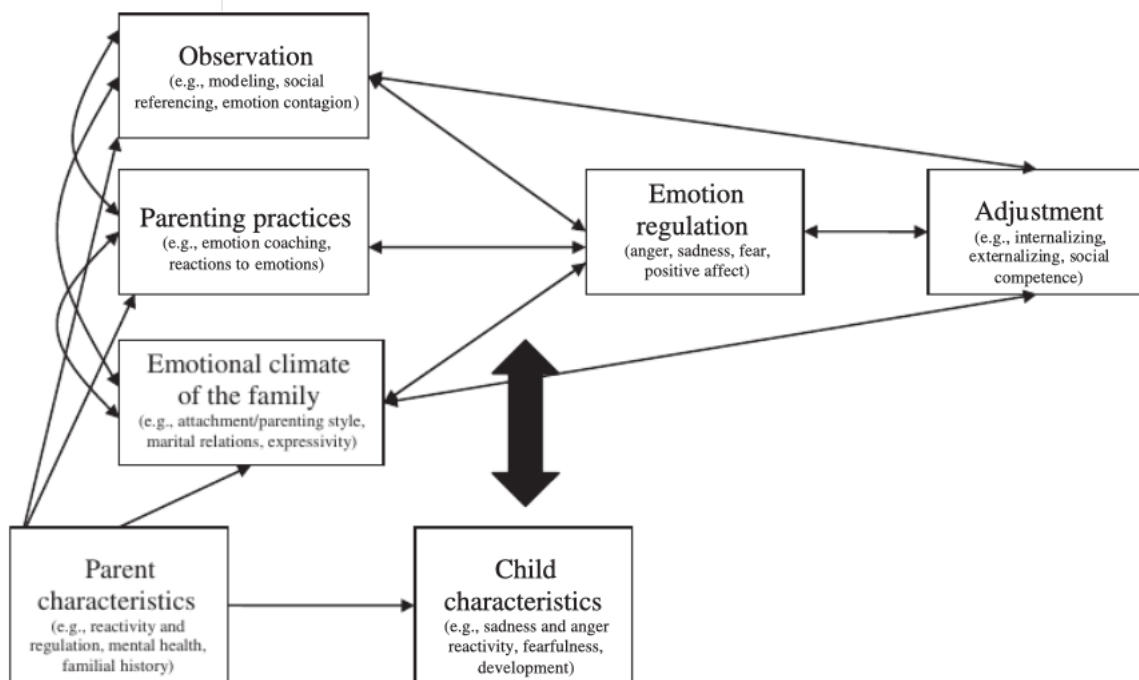 Observation
(e.g., modeling, social
referencing, emotion contagion)
Parenting practices
(e.g., emotion coaching,
reactions to emotions)
Emotion
regulation
(anger, sadness, fear,
positive affect)
Adjustment
(e.g., internalizing,
externalizing, social
competence)
Emotional climate
of the family
(e.g., attachment/parenting style,
marital relations, expressivity)
Parent
characteristics
(e.g., reactivity and
regulation, mental health,
familial history)
Child
characteristics
(e.g., sadness and anger
reactivity, fearfulness,
development)